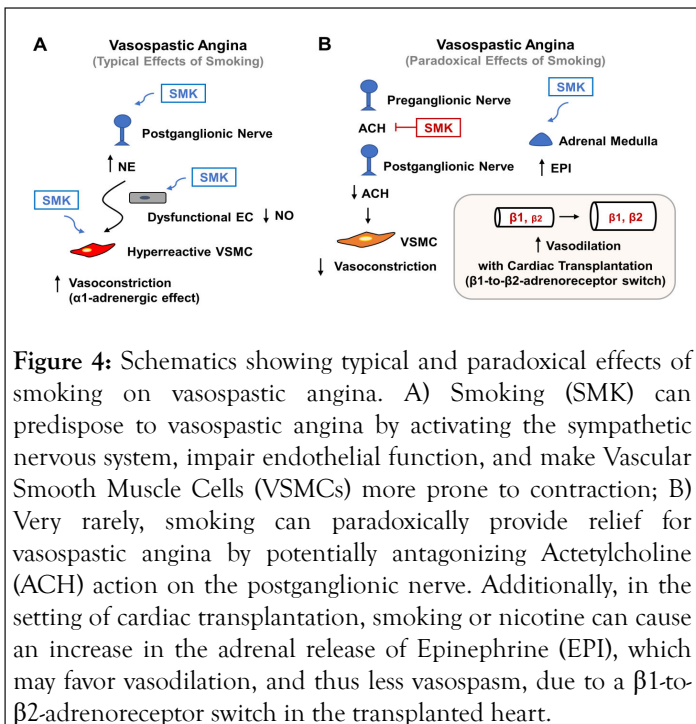 A
Vasospastic Angina
(Typical Effects of Smoking)
SMK
Postganglionic Nerve
↑ NE
SMK
SMK
Dysfunctional EC ↓ NO
Hyperreactive VSMC
↑ Vasoconstriction
(α1-adrenergic effect)
B
Vasospastic Angina
(Paradoxical Effects of Smoking)
Preganglionic Nerve
ACH
SMK
Postganglionic Nerve
↓ ACH
VSMC
↓ Vasoconstriction
SMK
Adrenal Medulla
↑ EPI
β1, β2
β1, β2
↑ Vasodilation
with Cardiac Transplantation
(β1-to-β2-adrenoreceptor switch)
Figure 4: Schematics showing typical and paradoxical effects of
smoking on vasospastic angina. A) Smoking (SMK) can
predispose to vasospastic angina by activating the sympathetic
nervous system, impair endothelial function, and make Vascular
Smooth Muscle Cells (VSMCs) more prone to contraction; B)
Very rarely, smoking can paradoxically provide relief for
vasospastic angina by potentially antagonizing Actetylcholine
(ACH) action on the postganglionic nerve. Additionally, in the
setting of cardiac transplantation, smoking or nicotine can cause
an increase in the adrenal release of Epinephrine (EPI), which
may favor vasodilation, and thus less vasospasm, due to a β1-to-
β2-adrenoreceptor switch in the transplanted heart.